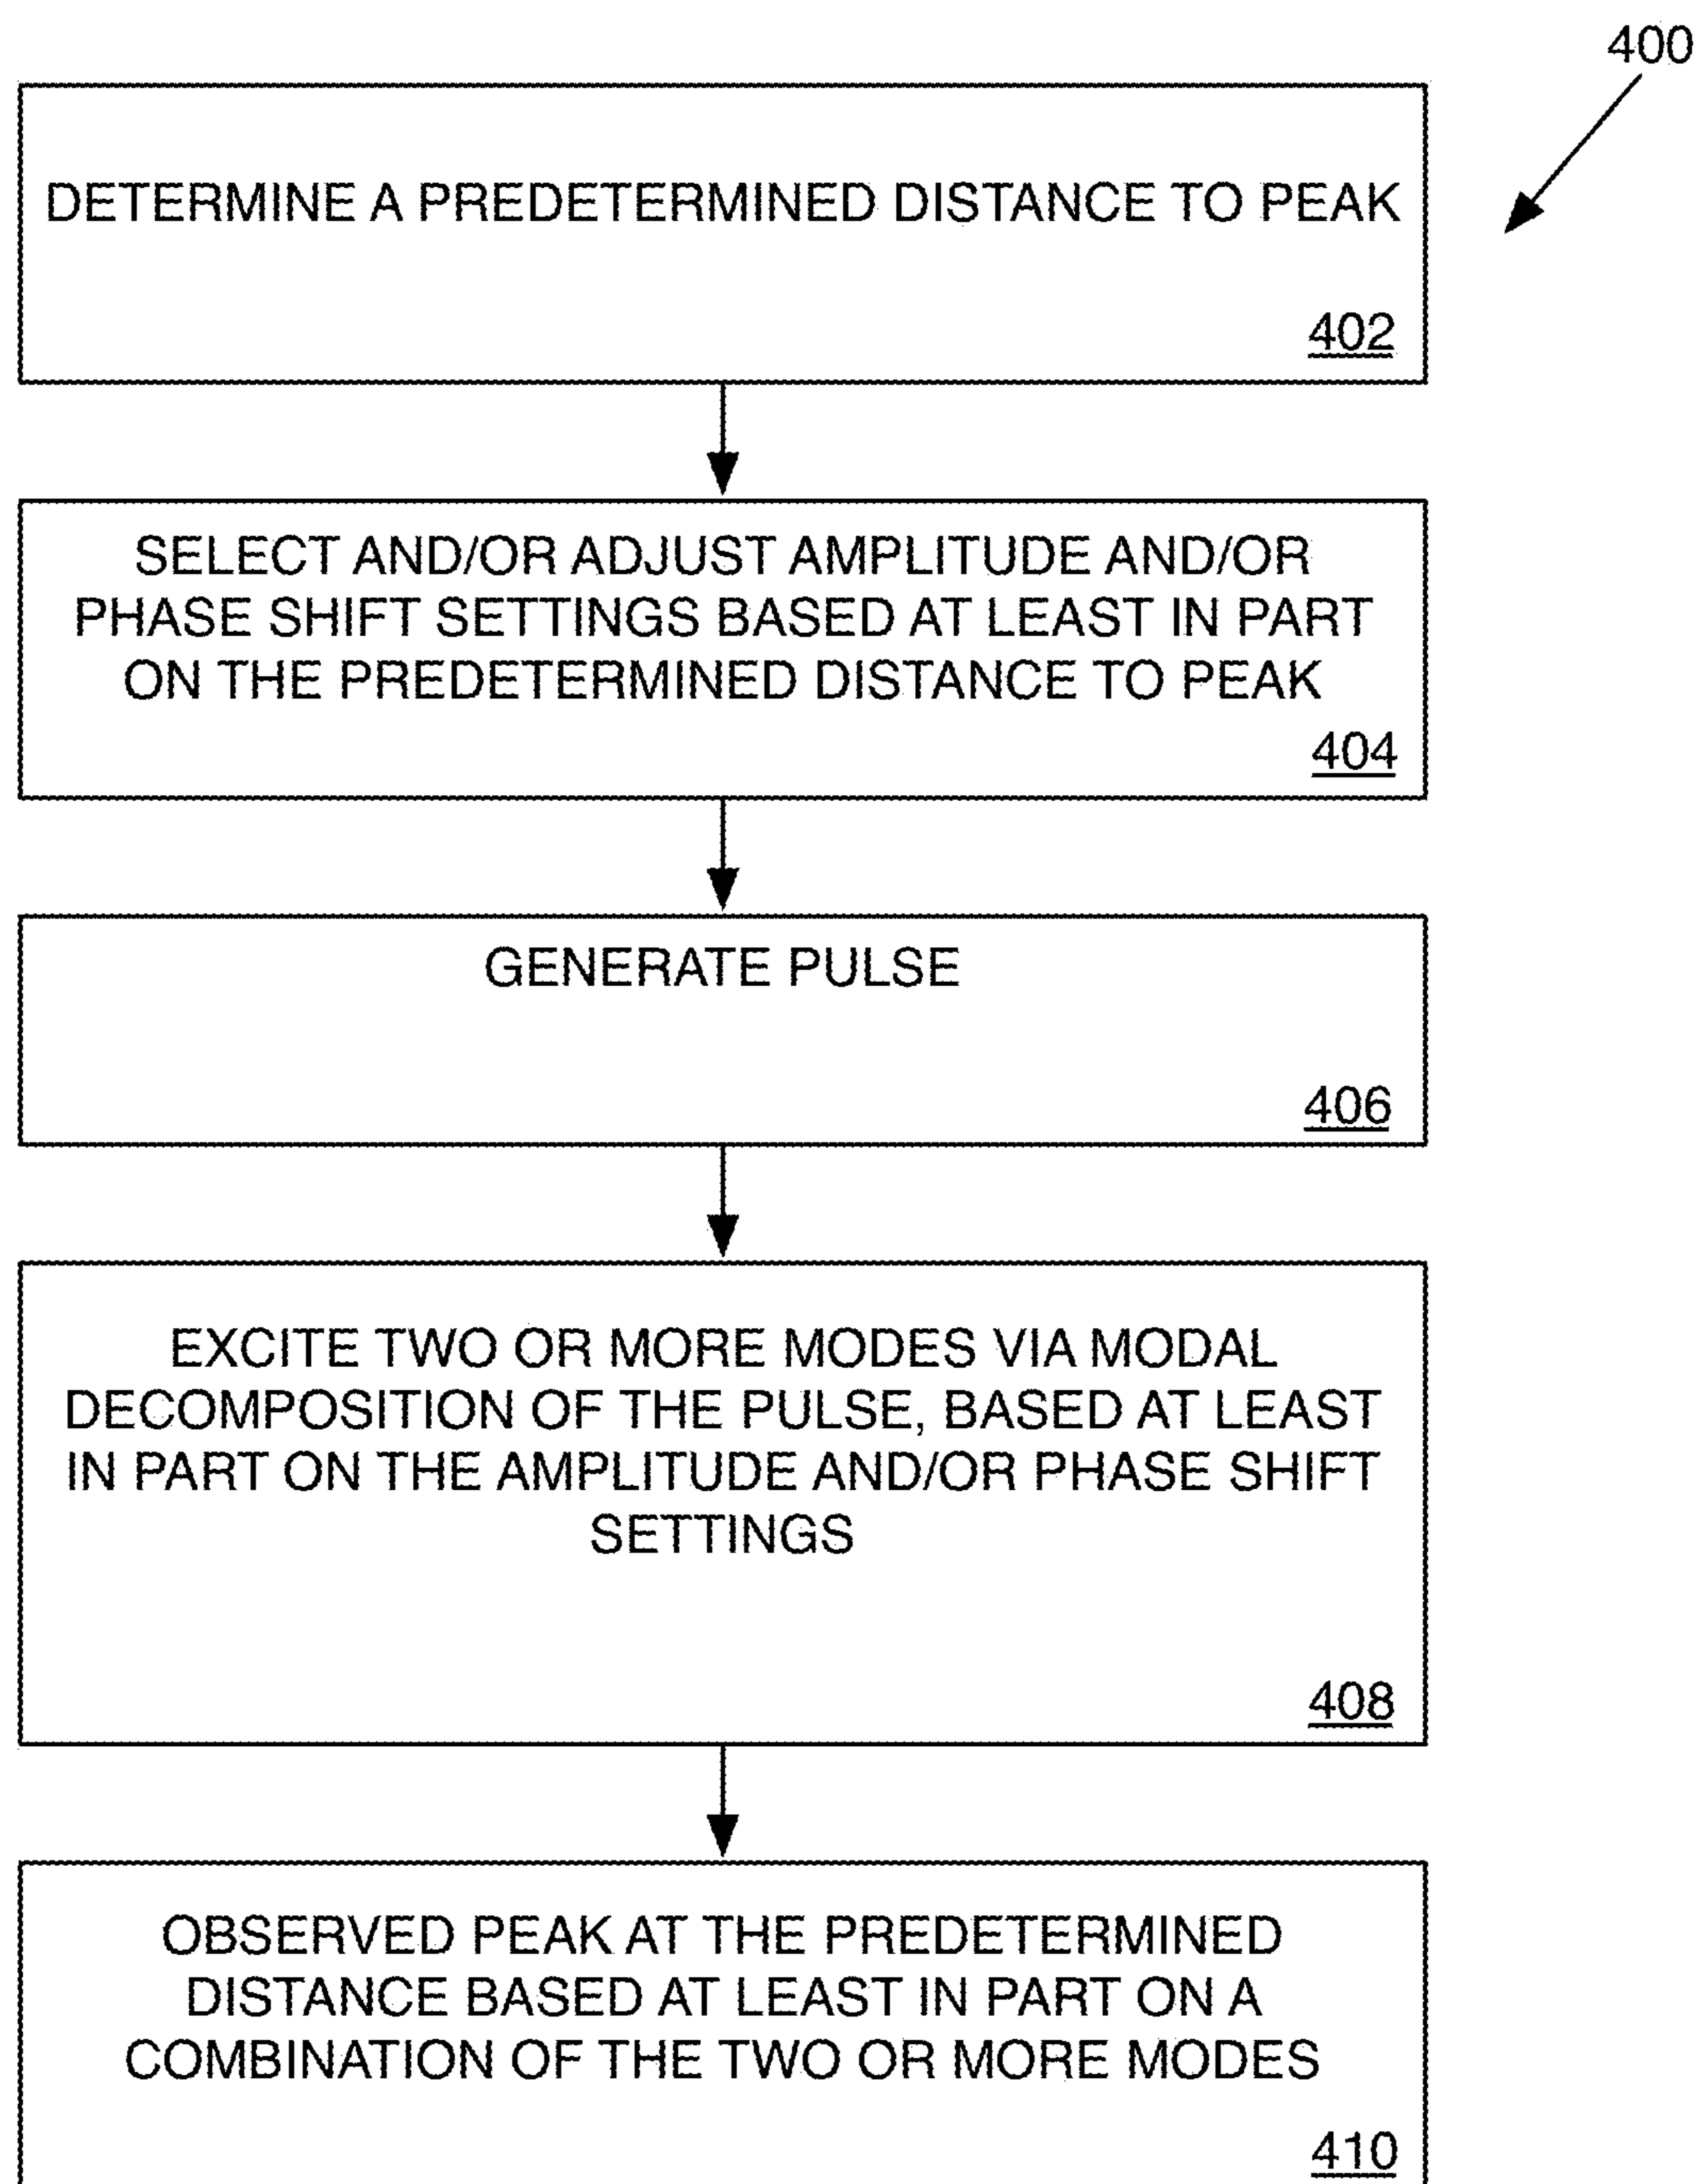 400
DETERMINE A PREDETERMINED DISTANCE TO PEAK
402
SELECT AND/OR ADJUST AMPLITUDE AND/OR
PHASE SHIFT SETTINGS BASED AT LEAST IN PART
ON THE PREDETERMINED DISTANCE TO PEAK
404
GENERATE PULSE
406
EXCITE TWO OR MORE MODES VIA MODAL
DECOMPOSITION OF THE PULSE, BASED AT LEAST
IN PART ON THE AMPLITUDE AND/OR PHASE SHIFT
SETTINGS
408
OBSERVED PEAK AT THE PREDETERMINED
DISTANCE BASED AT LEAST IN PART ON A
COMBINATION OF THE TWO OR MORE MODES
410